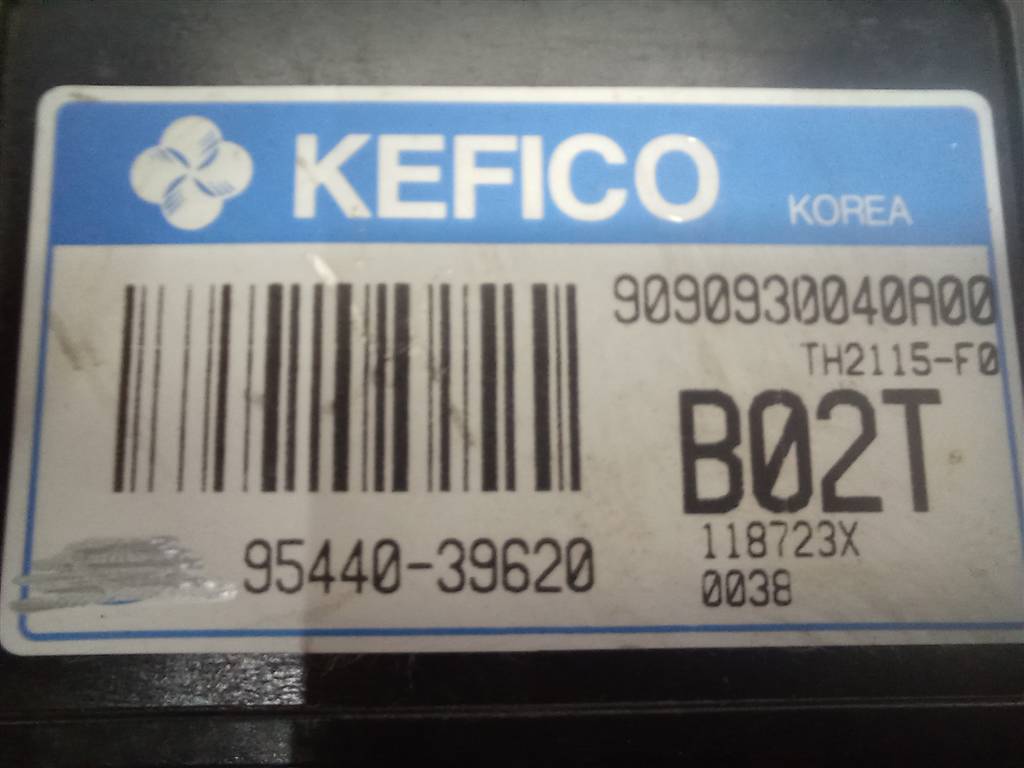 KEFICO
KOREA
9090930040A00
TH2115-F0
B02T
95440-39620
118723X
0038